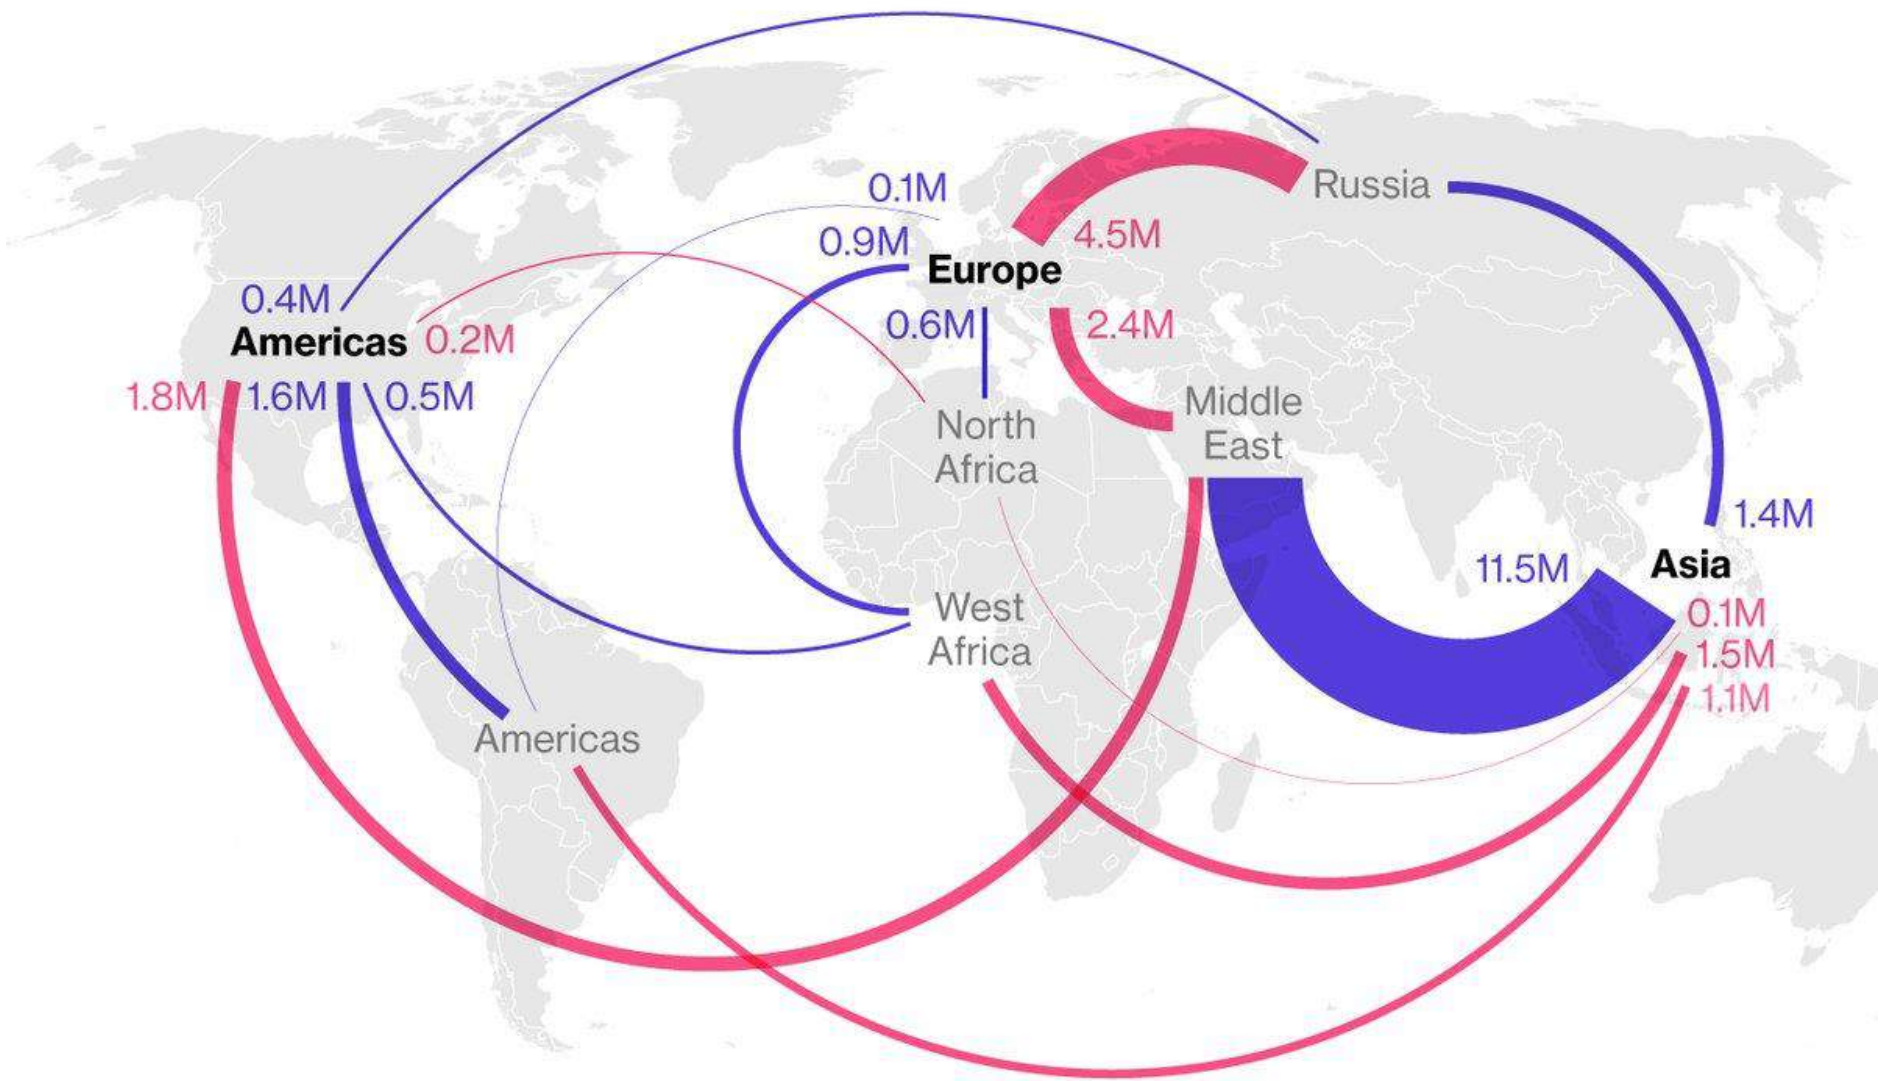 0.1M
Russia
0.9M
4.5M
Europe
0.4M
0.6M
2.4M
Americas
0.2M
1.8M
1.6M
0.5M
Middle
East
North
Africa
1.4M
11.5M
Asia
West
Africa
0.1M
1.5M
1.1M
Americas